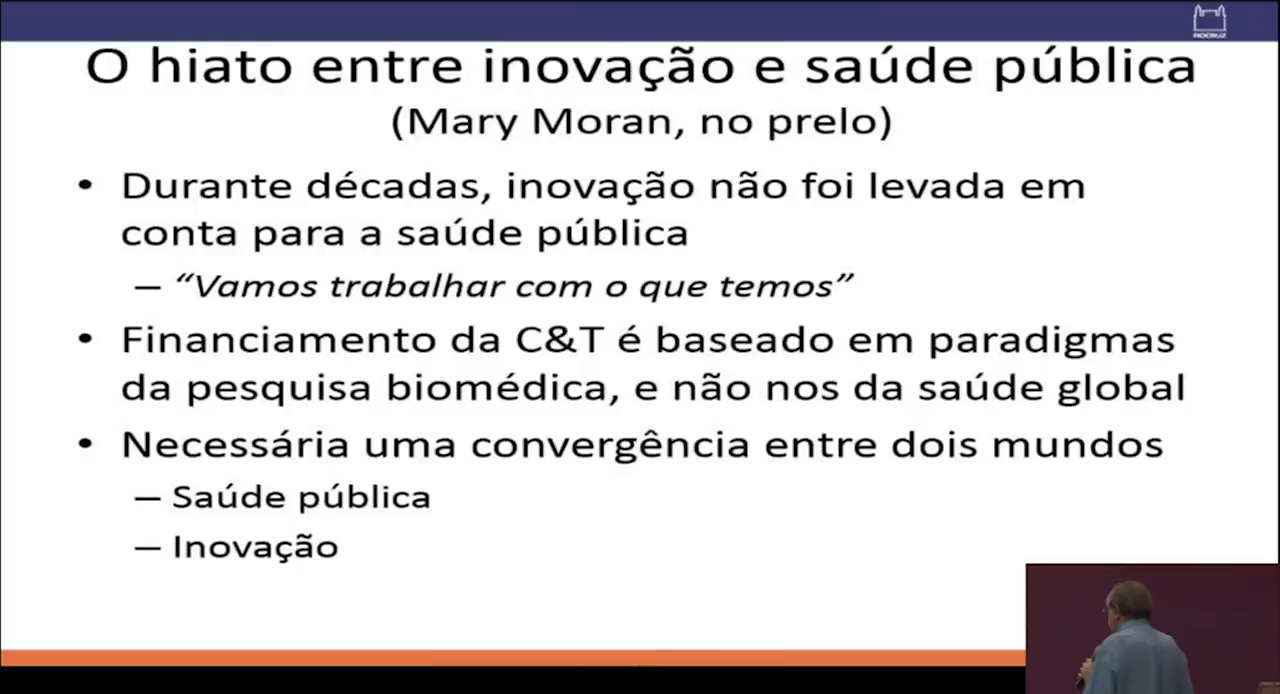 FIOCRUZ
O hiato entre inovação e saúde pública
(Mary Moran, no prelo)
• Durante décadas, inovação não foi levada em
conta para a saúde pública
– “Vamos trabalhar com o que temos”
• Financiamento da C&T é baseado em paradigmas
da pesquisa biomédica, e não nos da saúde global
• Necessária uma convergência entre dois mundos
– Saúde pública
– Inovação